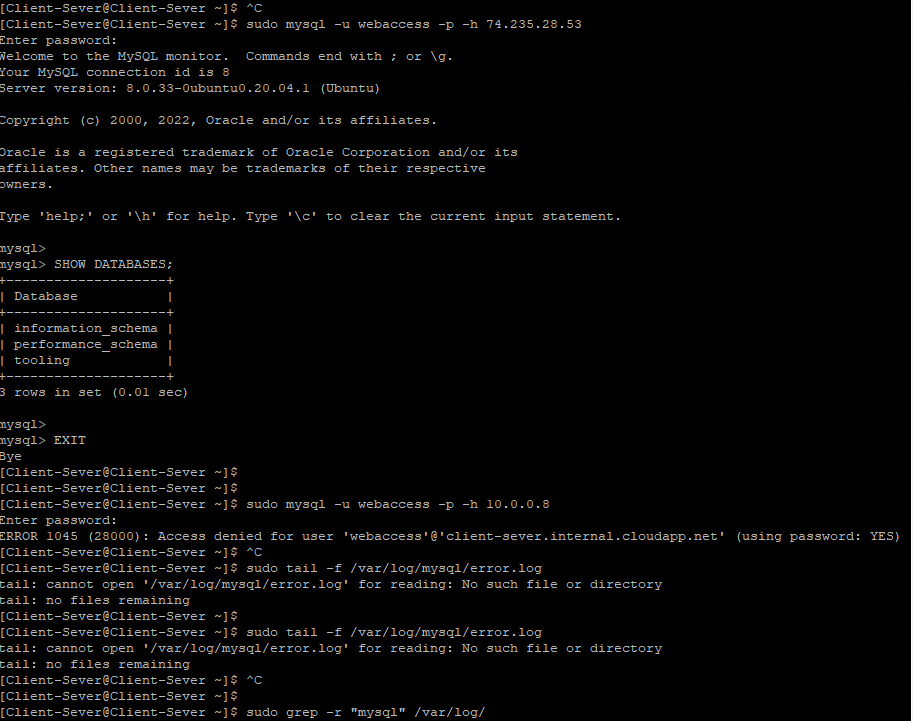 [Client-Sever@Client-Sever ~]$ ^C
[Client-Sever@Client-Sever ~]$ sudo mysql -u webaccess -p -h 74.235.28.53
Enter password:
Welcome to the MySQL monitor.  Commands end with ; or \g.
Your MySQL connection id is 8
Server version: 8.0.33-0ubuntu0.20.04.1 (Ubuntu)
Copyright (c) 2000, 2022, Oracle and/or its affiliates.
Oracle is a registered trademark of Oracle Corporation and/or its
affiliates. Other names may be trademarks of their respective
owners.
Type 'help;' or '\h' for help. Type '\c' to clear the current input statement.
mysql>
mysql> SHOW DATABASES;
+--------------------+
| Database           |
+--------------------+
| information_schema |
| performance_schema |
| tooling            |
+--------------------+
3 rows in set (0.01 sec)
mysql>
mysql> EXIT
Bye
[Client-Sever@Client-Sever ~]$
[Client-Sever@Client-Sever ~]$
[Client-Sever@Client-Sever ~]$ sudo mysql -u webaccess -p -h 10.0.0.8
Enter password:
ERROR 1045 (28000): Access denied for user 'webaccess'@'client-sever.internal.cloudapp.net' (using password: YES)
[Client-Sever@Client-Sever ~]$ ^C
[Client-Sever@Client-Sever ~]$ sudo tail -f /var/log/mysql/error.log
tail: cannot open '/var/log/mysql/error.log' for reading: No such file or directory
tail: no files remaining
[Client-Sever@Client-Sever ~]$
[Client-Sever@Client-Sever ~]$ sudo tail -f /var/log/mysql/error.log
tail: cannot open '/var/log/mysql/error.log' for reading: No such file or directory
tail: no files remaining
[Client-Sever@Client-Sever ~]$ ^C
[Client-Sever@Client-Sever ~]$
[Client-Sever@Client-Sever ~]$ sudo grep -r "mysql" /var/log/